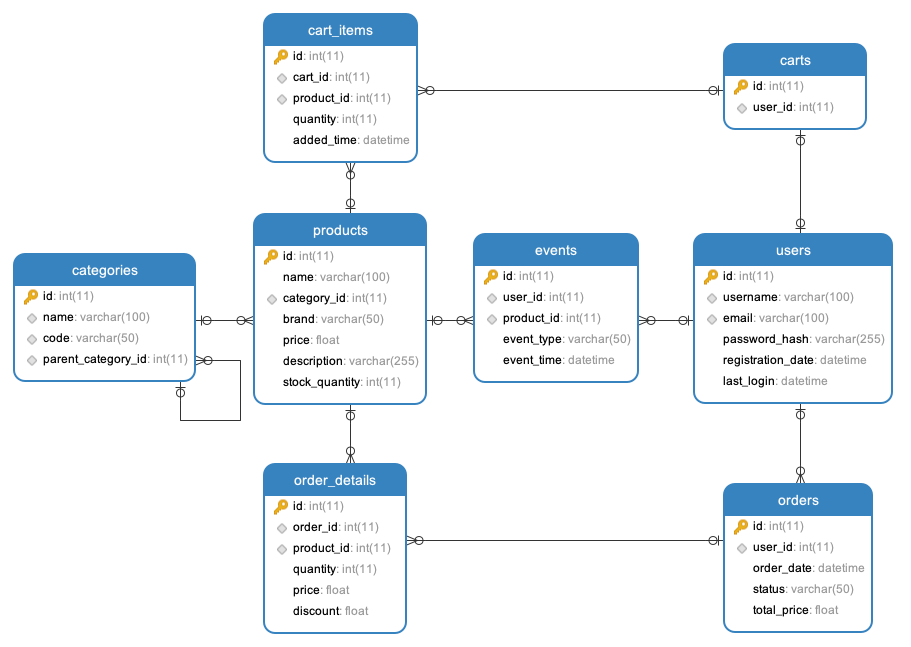 cart_items
id: int(11)
cart_id: int(11)
product_id: int(11)
quantity: int(11)
added_time: datetime
carts
id: int(11)
user_id: int(11)
products
id: int(11)
name: varchar(100)
category_id: int(11)
brand: varchar(50)
price: float
description: varchar(255)
stock_quantity: int(11)
events
id: int(11)
user_id: int(11)
product_id: int(11)
event_type: varchar(50)
event_time: datetime
users
id: int(11)
username: varchar(100)
email: varchar(100)
password_hash: varchar(255)
registration_date: datetime
last_login: datetime
categories
id: int(11)
name: varchar(100)
code: varchar(50)
parent_category_id: int(11)
order_details
id: int(11)
order_id: int(11)
product_id: int(11)
quantity: int(11)
price: float
discount: float
orders
id: int(11)
user_id: int(11)
order_date: datetime
status: varchar(50)
total_price: float